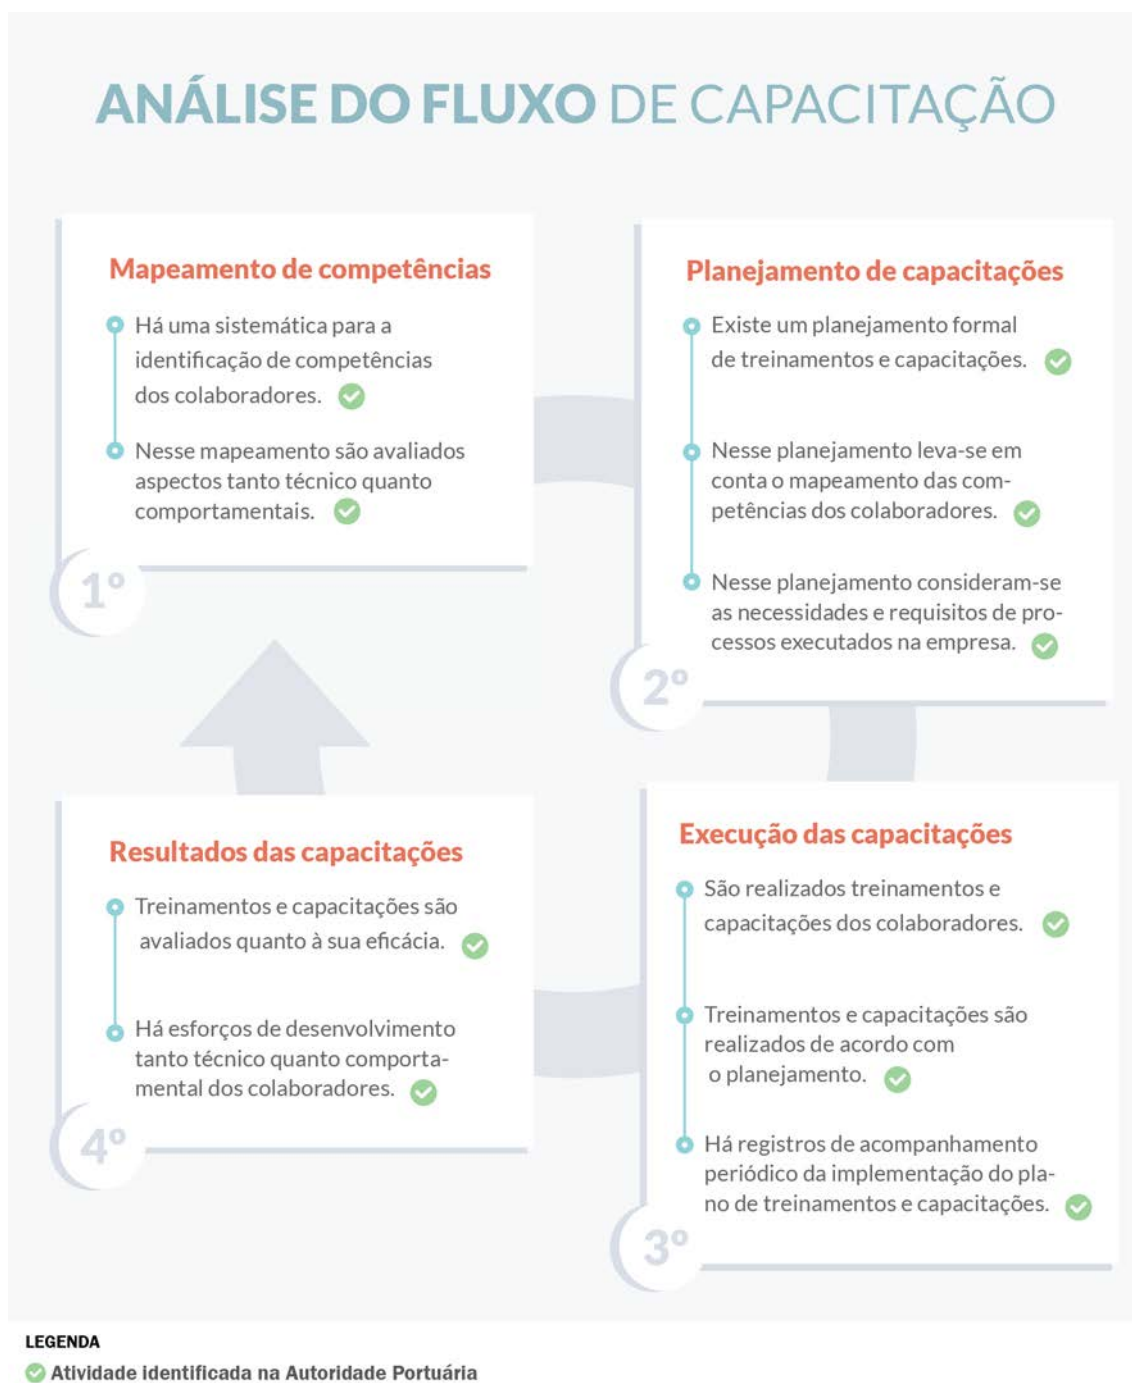 ANÁLISE DO FLUXO DE CAPACITAÇÃO
Mapeamento de competências
Há uma sistemática para a
identificação de competências
dos colaboradores.
Nesse mapeamento são avaliados
aspectos tanto técnico quanto
comportamentais.
1º
Planejamento de capacitações
Existe um planejamento formal
de treinamentos e capacitações.
Nesse planejamento leva-se em
conta o mapeamento das com-
petências dos colaboradores.
Nesse planejamento consideram-se
as necessidades e requisitos de pro-
cessos executados na empresa.
2º
Execução das capacitações
São realizados treinamentos e
capacitações dos colaboradores.
Treinamentos e capacitações são
realizados de acordo com
o planejamento.
Há registros de acompanhamento
periódico da implementação do pla-
no de treinamentos e capacitações.
3º
Resultados das capacitações
Treinamentos e capacitações são
avaliados quanto à sua eficácia.
Há esforços de desenvolvimento
tanto técnico quanto comporta-
mental dos colaboradores.
4º
LEGENDA
Atividade identificada na Autoridade Portuária